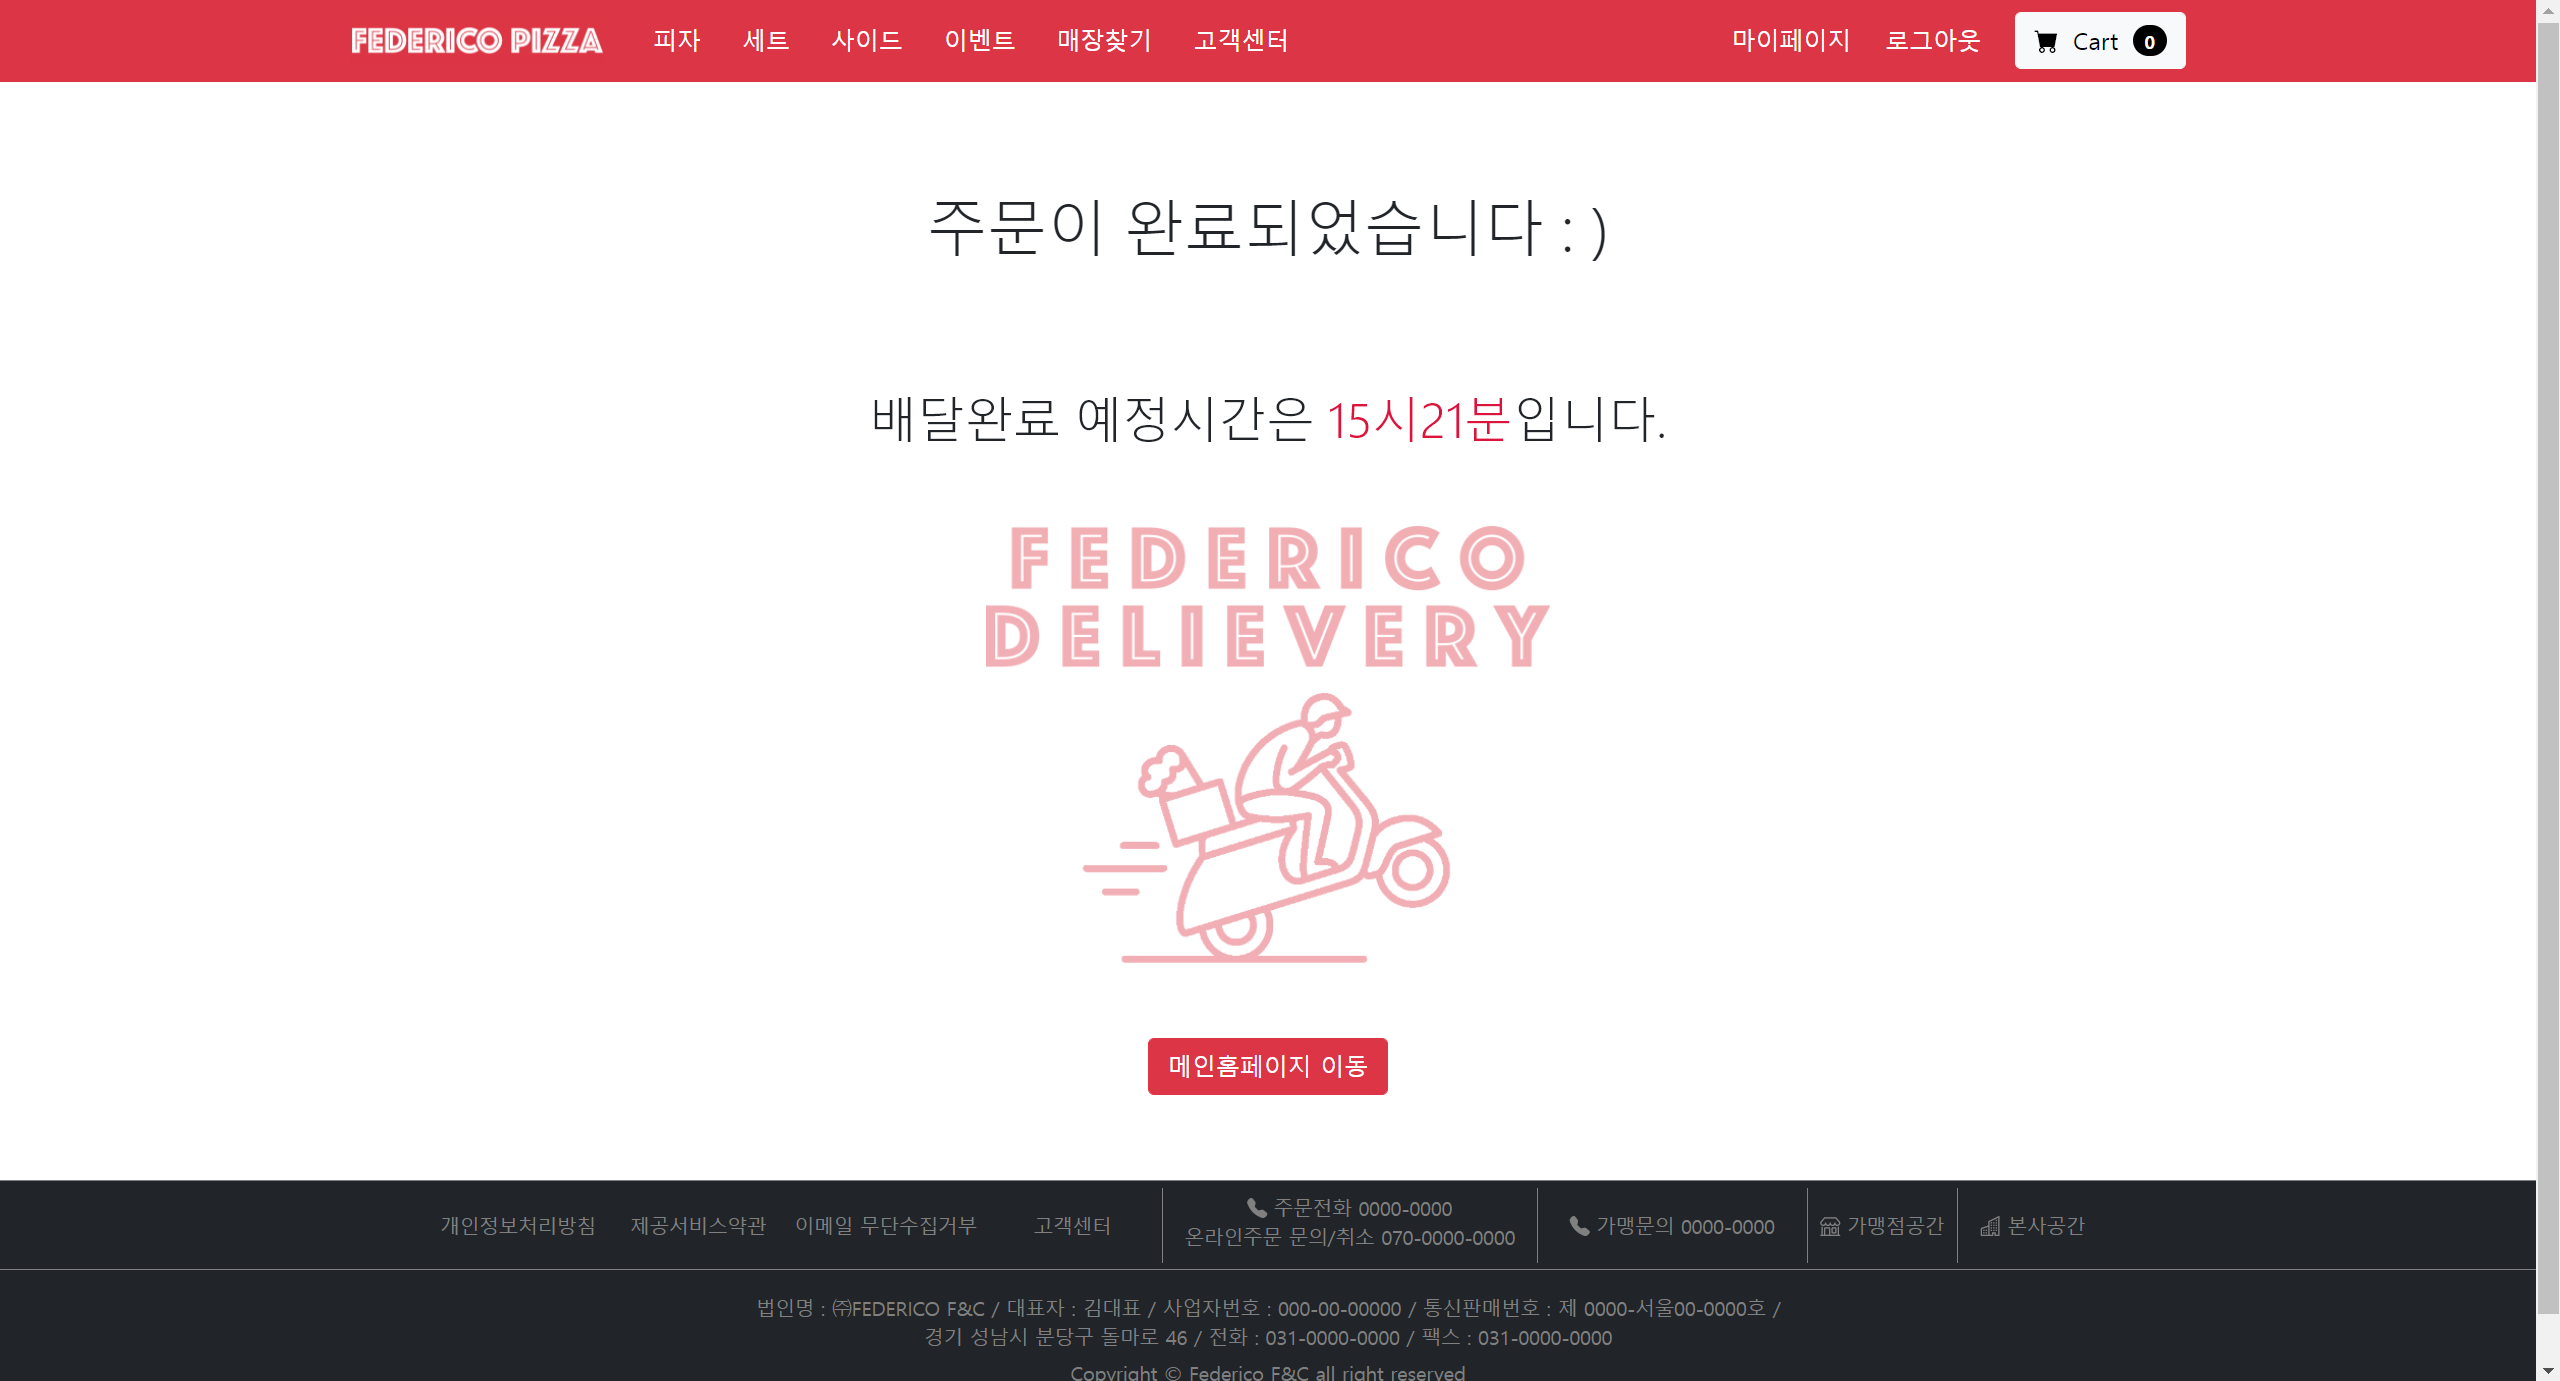 FEDERICO PIZZA 피자 세트 사이드 이벤트 매장찾기 고객센터 마이페이지 로그아웃 Cart 0
주문이 완료되었습니다 : )
배달완료 예정시간은 15시21분입니다.
FEDERICO
DELIEVERY
메인홈페이지 이동
개인정보처리방침 제공서비스약관 이메일 무단수집거부 고객센터
주문전화 0000-0000
온라인주문 문의/취소 070-0000-0000
가맹문의 0000-0000
가맹점공간
본사공간
법인명 : ㈜FEDERICO F&C / 대표자 : 김대표 / 사업자번호 : 000-00-00000 / 통신판매번호 : 제 0000-서울00-0000호 /
경기 성남시 분당구 돌마로 46 / 전화 : 031-0000-0000 / 팩스 : 031-0000-0000
Copyright © Federico F&C all right reserved